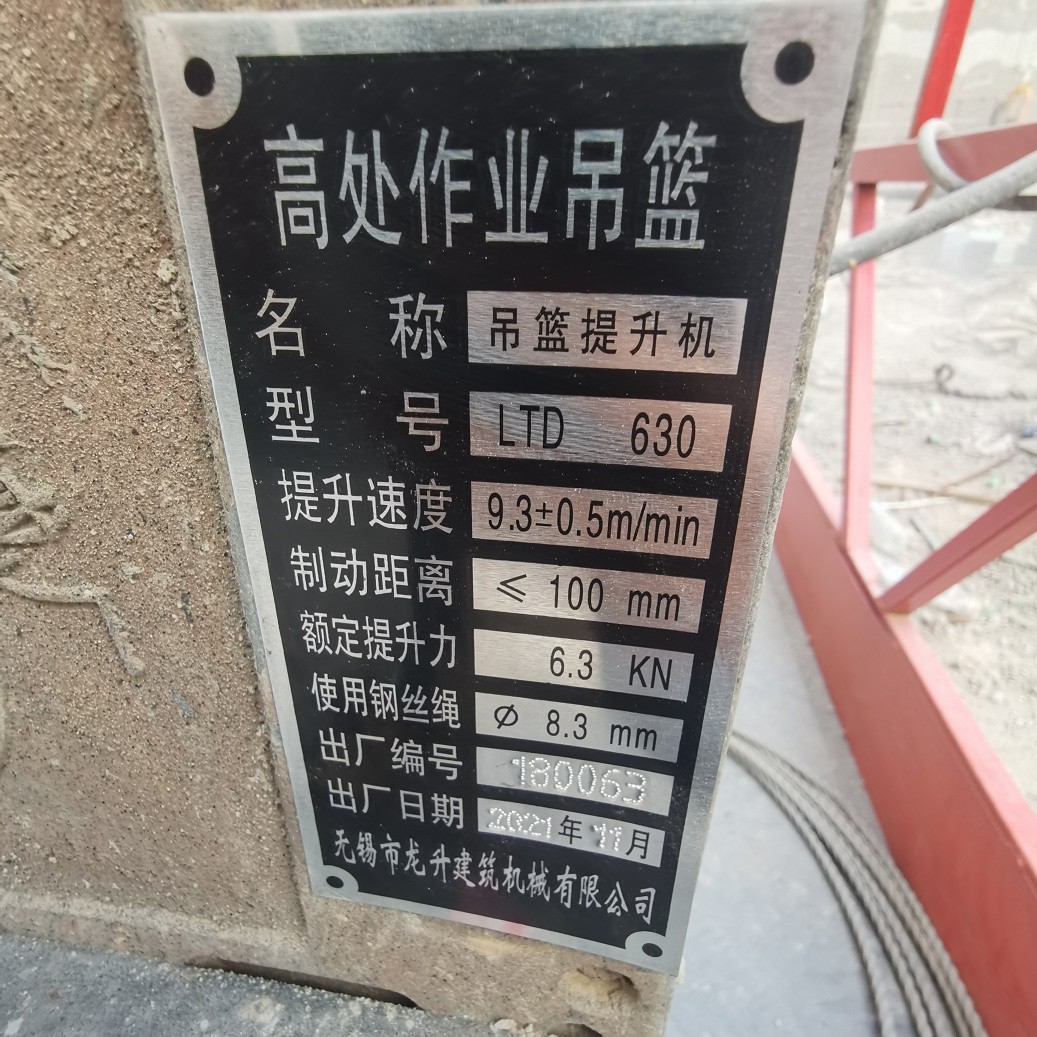 高处作业吊篮
名称 吊篮提升机
型号 LTD 630
提升速度 9.3±0.5m/min
制动距离 ≤ 100 mm
额定提升力 6.3 KN
使用钢丝绳 Ø 8.3 mm
出厂编号 180063
出厂日期 2021年11月
无锡市龙升建筑机械有限公司